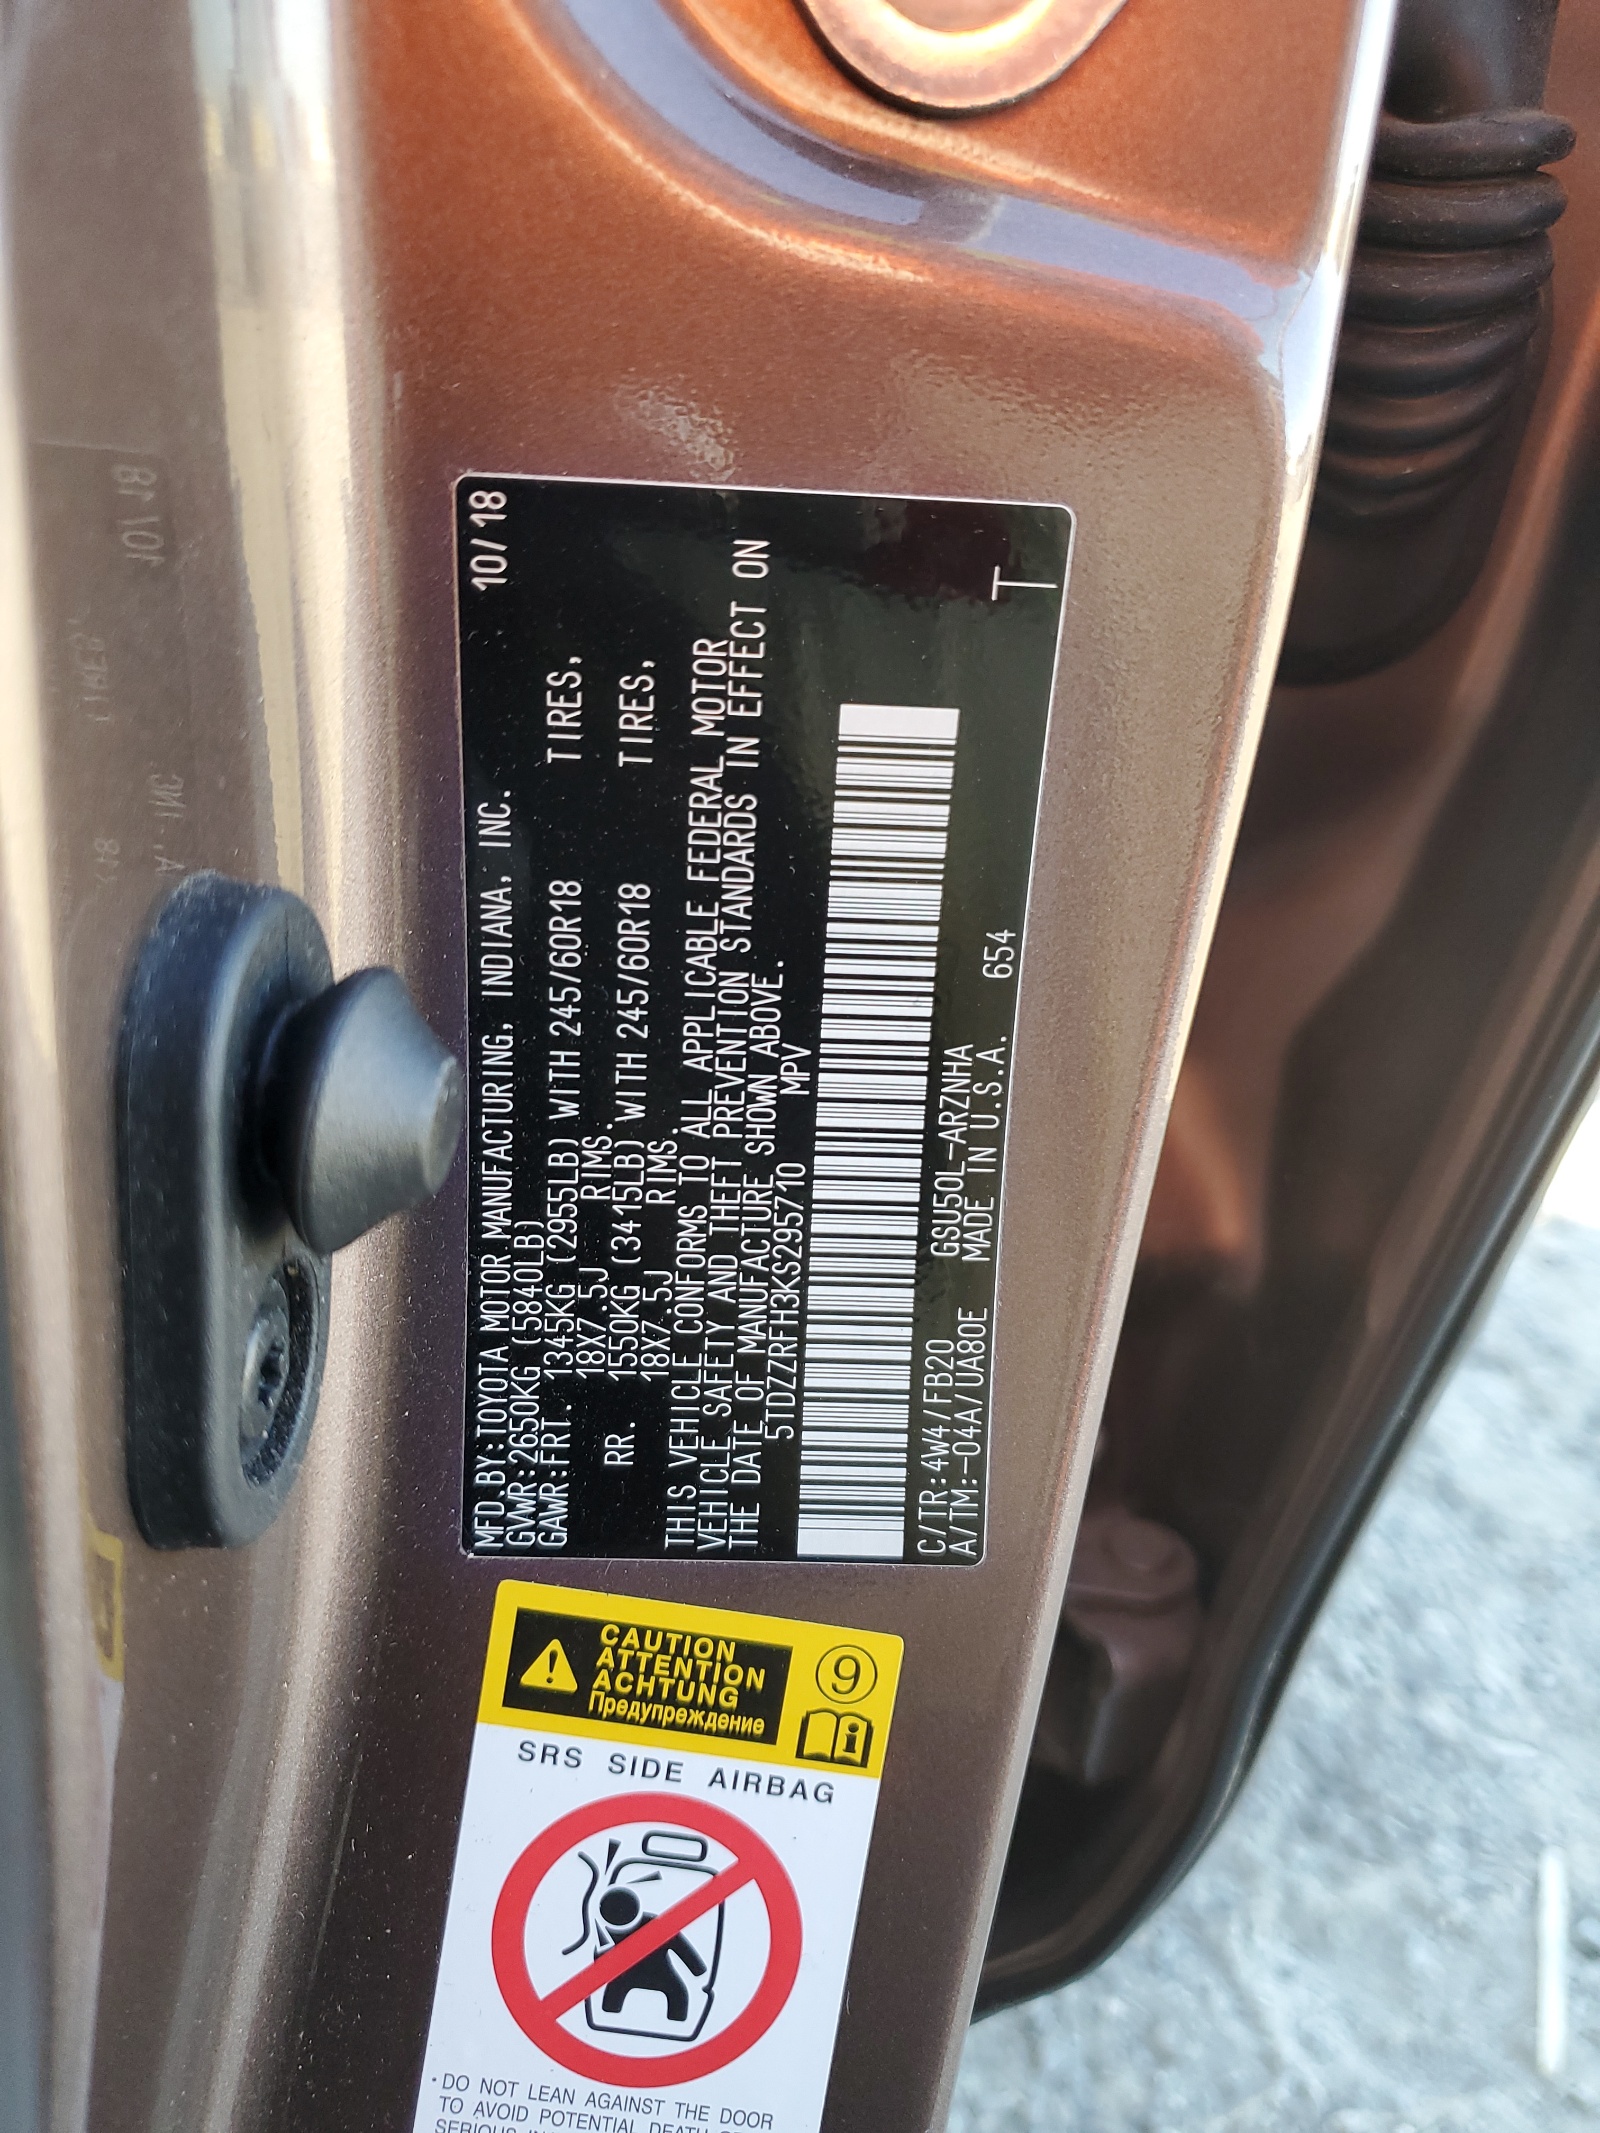 MFD.BY:TOYOTA MOTOR MANUFACTURING, INDIANA, INC. 10/18
GVWR:2650KG (5840LB)
GAWR:FRT. 1345KG (2955LB) WITH 245/60R18 TIRES,
18X7.5J RIMS.
RR. 1550KG (3415LB) WITH 245/60R18 TIRES,
18X7.5J RIMS.
THIS VEHICLE CONFORMS TO ALL APPLICABLE FEDERAL MOTOR
VEHICLE SAFETY AND THEFT PREVENTION STANDARDS IN EFFECT ON
THE DATE OF MANUFACTURE SHOWN ABOVE.
5TDZZRFH3KS295710 MPV
C/TR:4W4/FB20 GSU50L-ARZNHA
A/TM:-04A/UA80E MADE IN U.S.A. 654
T
CAUTION
ATTENTION
ACHTUNG
Предупреждение
9
i
SRS SIDE AIRBAG
•DO NOT LEAN AGAINST THE DOOR
TO AVOID POTENTIAL DEATH
SERIOUS